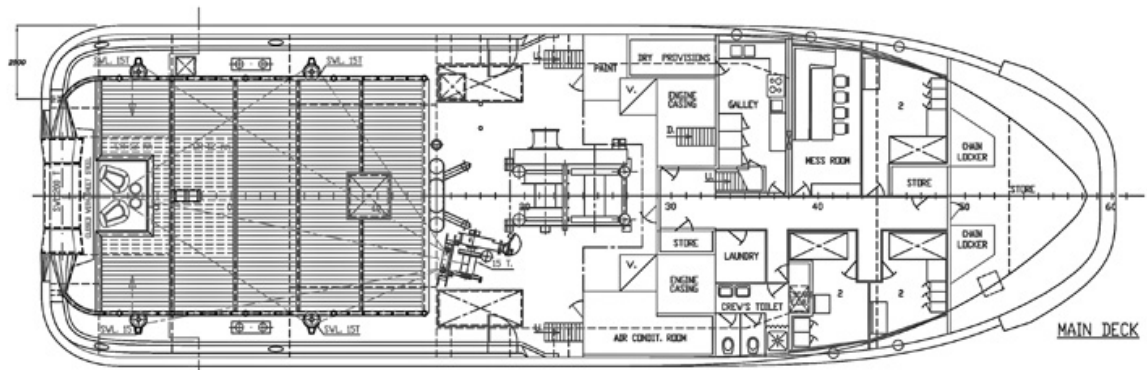 2500
SWL. 15T
SWL. 15T
U.
PAINT
DRY PROVISIONS
V.
ENGINE
CASING
D.
GALLEY
U.
MESS ROOM
2
CHAIN
LOCKER
STORE
STORE
SWL200 T
30
40
50
60
STORE
LAUNDRY
CHAIN
LOCKER
15 T.
V.
ENGINE
CASING
CREW'S TOILET
2
2
SWL. 15T
SWL. 15T
U.
AIR CONDIT. ROOM
MAIN DECK